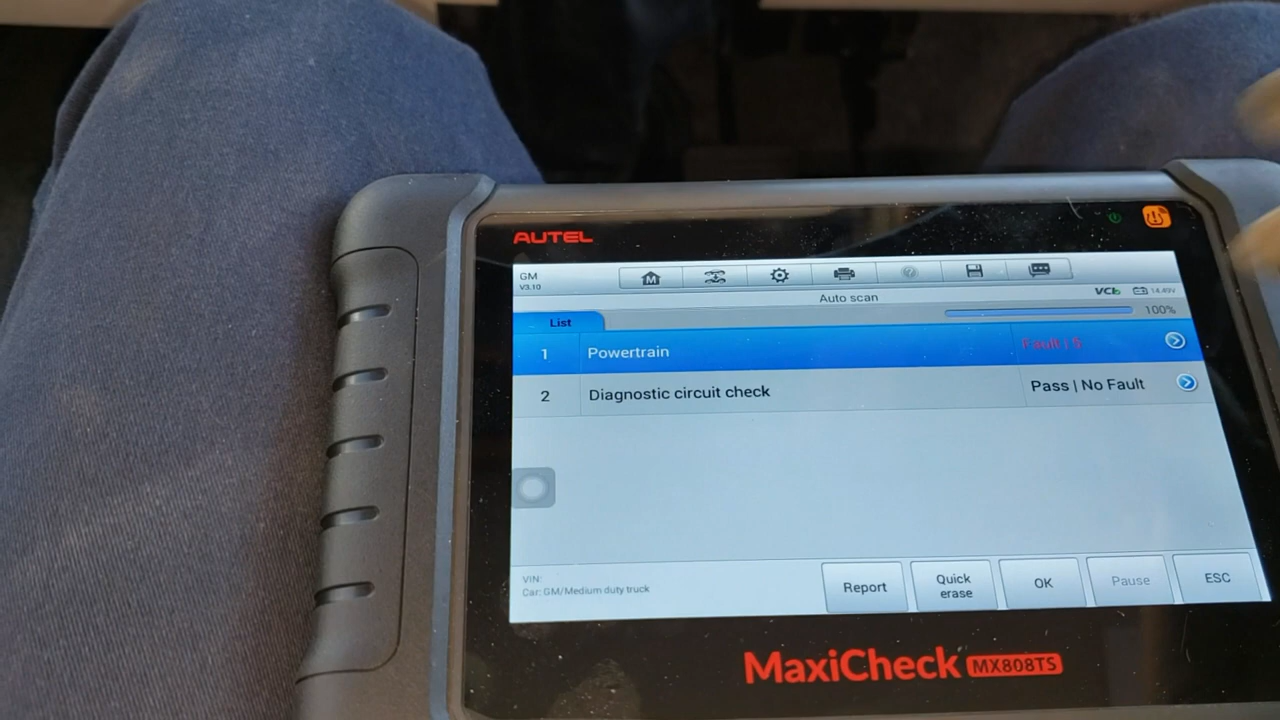 AUTEL
GM
V3.10
VCI
14.49V
Auto scan
100%
List
1 Powertrain Fault | 5
2 Diagnostic circuit check Pass | No Fault
VIN:
Car: GM/Medium duty truck
Report
Quick
erase
OK
Pause
ESC
MaxiCheck MX808TS